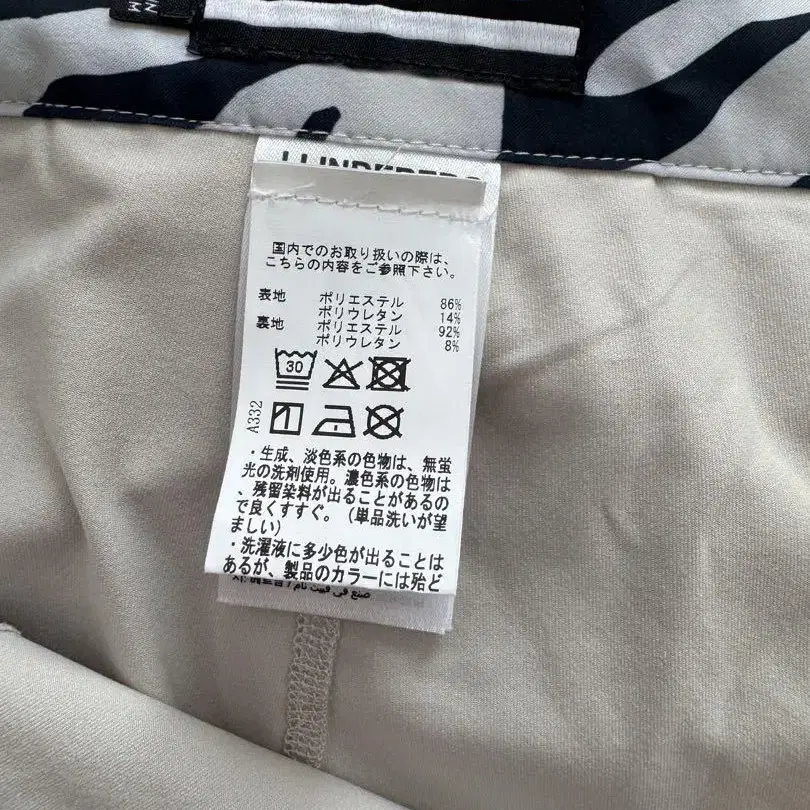 M
国内でのお取り扱いの際は、
こちらの内容をご参照下さい。
表地 ポリエステル 86%
ポリウレタン 14%
裏地 ポリエステル 92%
ポリウレタン 8%
30
A332
・生成、淡色系の色物は、無蛍
光の洗剤使用。濃色系の色物は
、残留染料が出ることがあるの
で良くすすぐ。（単品洗いが望
ましい）
・洗濯液に多少色が出ることは
あるが、製品のカラーには殆ど